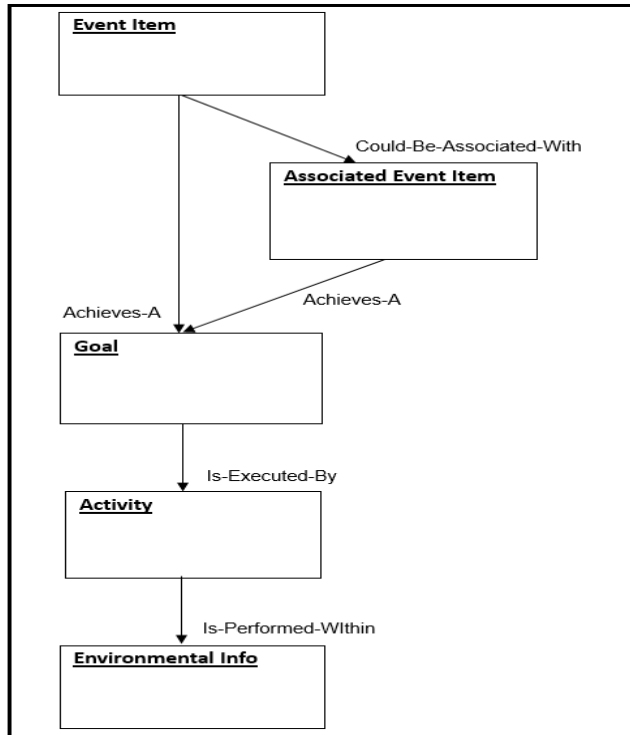 Event Item
Could-Be-Associated-With
Associated Event Item
Achieves-A
Achieves-A
Goal
Is-Executed-By
Activity
Is-Performed-WIthin
Environmental Info